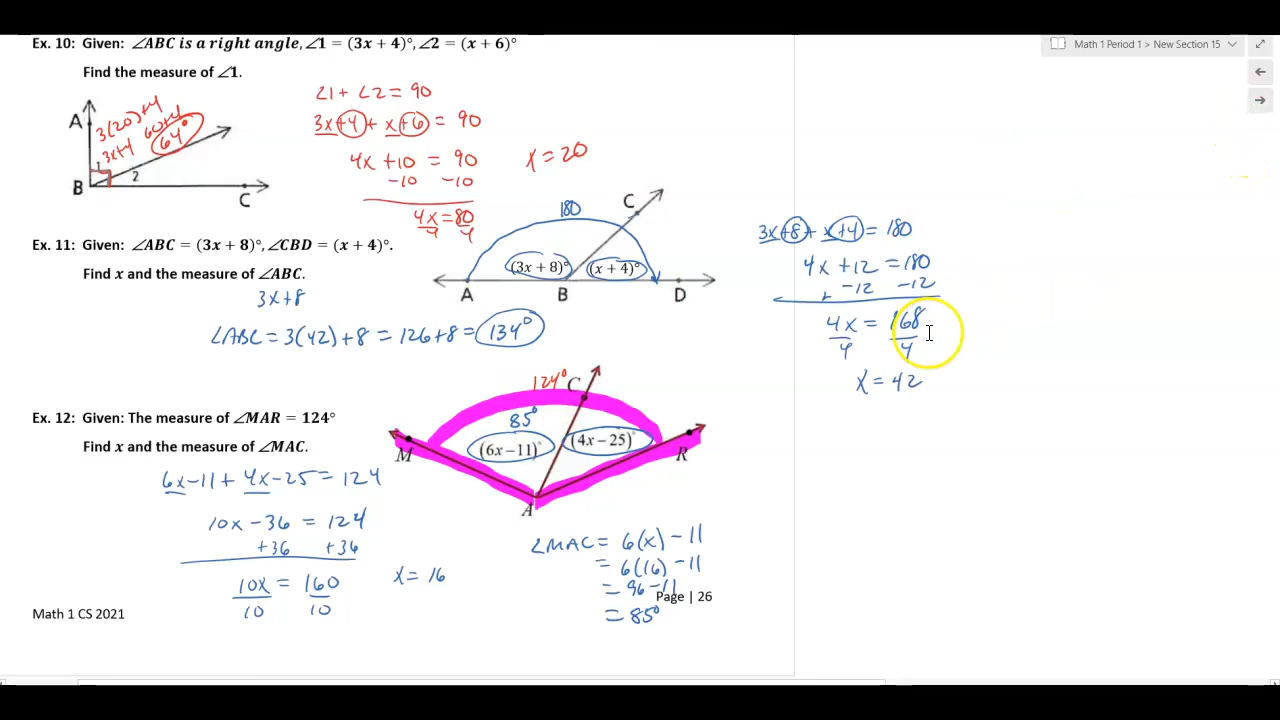 Math 1 Period 1 > New Section 15
Ex. 10: Given: ∠ABC is a right angle, ∠1 = (3x + 4)°, ∠2 = (x + 6)°
Find the measure of ∠1.
∠1 + ∠2 = 90
3x+4 + x+6 = 90
4x +10 = 90
-10 -10
4x = 80
4 4
x = 20
A
3(20)+4
60+4
64°
3x+4
1
2
B
C
Ex. 11: Given: ∠ABC = (3x + 8)°, ∠CBD = (x + 4)°.
Find x and the measure of ∠ABC.
3x+8
∠ABC = 3(42)+8 = 126+8 = 134°
180
C
(3x + 8)°
(x + 4)°
A
B
D
3x+8+ x+4 = 180
4x +12 = 180
-12 -12
4x = 168
4 4
x = 42
Ex. 12: Given: The measure of ∠MAR = 124°
Find x and the measure of ∠MAC.
6x-11 + 4x-25 = 124
10x - 36 = 124
+36 +36
10x = 160
10 10
x = 16
124°
C
85°
(6x−11)°
(4x−25)°
M
R
A
∠MAC = 6(x) - 11
= 6(16) - 11
= 96-11
= 85°
Page | 26
Math 1 CS 2021